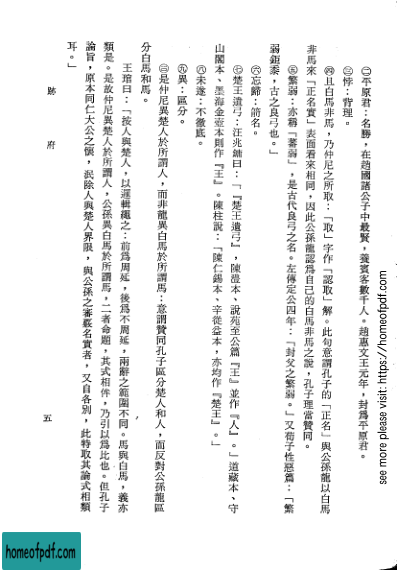 ㈡平原君：名勝，在趙國諸公子中最賢，養賓客數千人。趙惠文王元年，封爲平原君。
㈢悖：背理。
㈣且白馬非馬，乃仲尼之所取：「取」字作「認取」解。此句意謂孔子的「正名」與公孫龍以白馬
非馬來「正名實」表面看來相同，因此公孫龍認爲自己的白馬非馬之說，孔子理當贊同。
㈤繁弱：亦稱「蕃弱」，是古代良弓之名。左傳定公四年：「封父之繁弱。」又荀子性惡篇：「繁
弱鉅黍，古之良弓也。」
㈥忘歸：箭名。
㈦楚王遺弓：汪兆鏞曰：「『楚王遺弓』，陳澧本、說苑至公篇『王』並作『人』。」道藏本、守
山閣本、墨海金壺本則作『王』。陳柱說：「陳仁錫本、辛從益本，亦均作『楚王』。」
㈧未遂：不徹底。
㈨異：區分。
㈩是仲尼異楚人於所謂人，而非龍異白馬於所謂馬：意謂贊同孔子區分楚人和人，而反對公孫龍區
分白馬和馬。
王琯曰：「按人與楚人，以邏輯繩之：前爲周延，後爲不周延，兩辭之範圍不同。馬與白馬，義亦
類是。是故仲尼異楚人於所謂人，公孫異白馬於所謂馬，二者命題，其式相件，乃引以爲比也。但孔子
論旨，原本同仁大公之懷，泯除人與楚人界限，與公孫之審覈名實者，又自各別，此特取其論式相類
耳。」
跡府
五
see more please visit: https://homeofpdf.com
homeofpdf.com